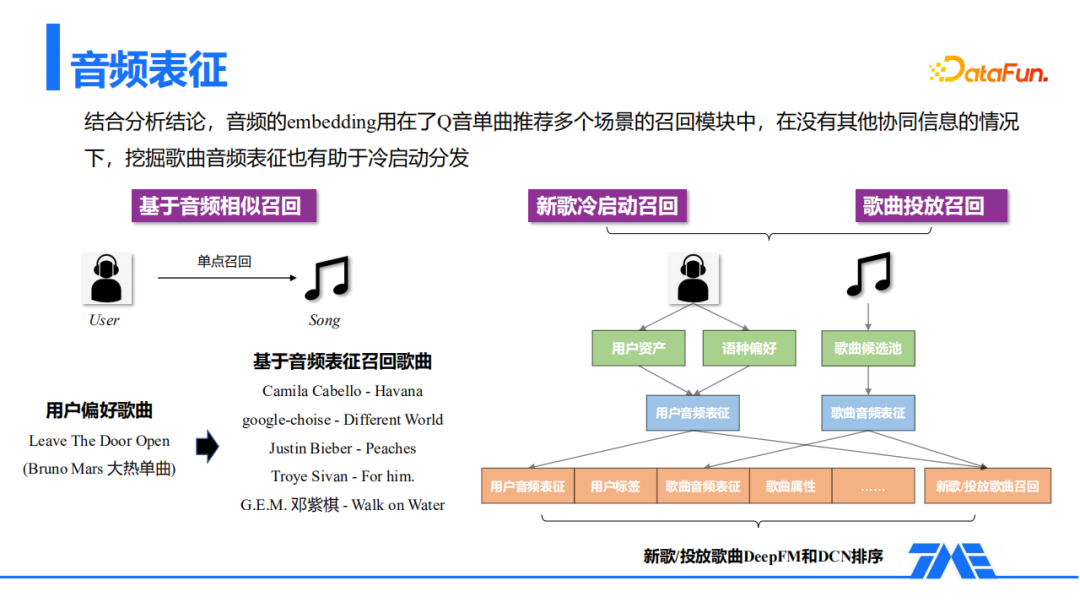 音频表征
DataFun.
结合分析结论，音频的embedding用在了Q音单曲推荐多个场景的召回模块中，在没有其他协同信息的情况
下，挖掘歌曲音频表征也有助于冷启动分发
基于音频相似召回
新歌冷启动召回
歌曲投放召回
单点召回
User
Song
用户资产
语种偏好
歌曲候选池
基于音频表征召回歌曲
Camila Cabello - Havana
google-choise - Different World
Justin Bieber - Peaches
Troye Sivan - For him.
G.E.M. 邓紫棋 - Walk on Water
用户偏好歌曲
Leave The Door Open
(Bruno Mars 大热单曲)
用户音频表征
歌曲音频表征
用户音频表征
用户标签
歌曲音频表征
歌曲属性
……
新歌/投放歌曲召回
新歌/投放歌曲DeepFM和DCN排序
TME